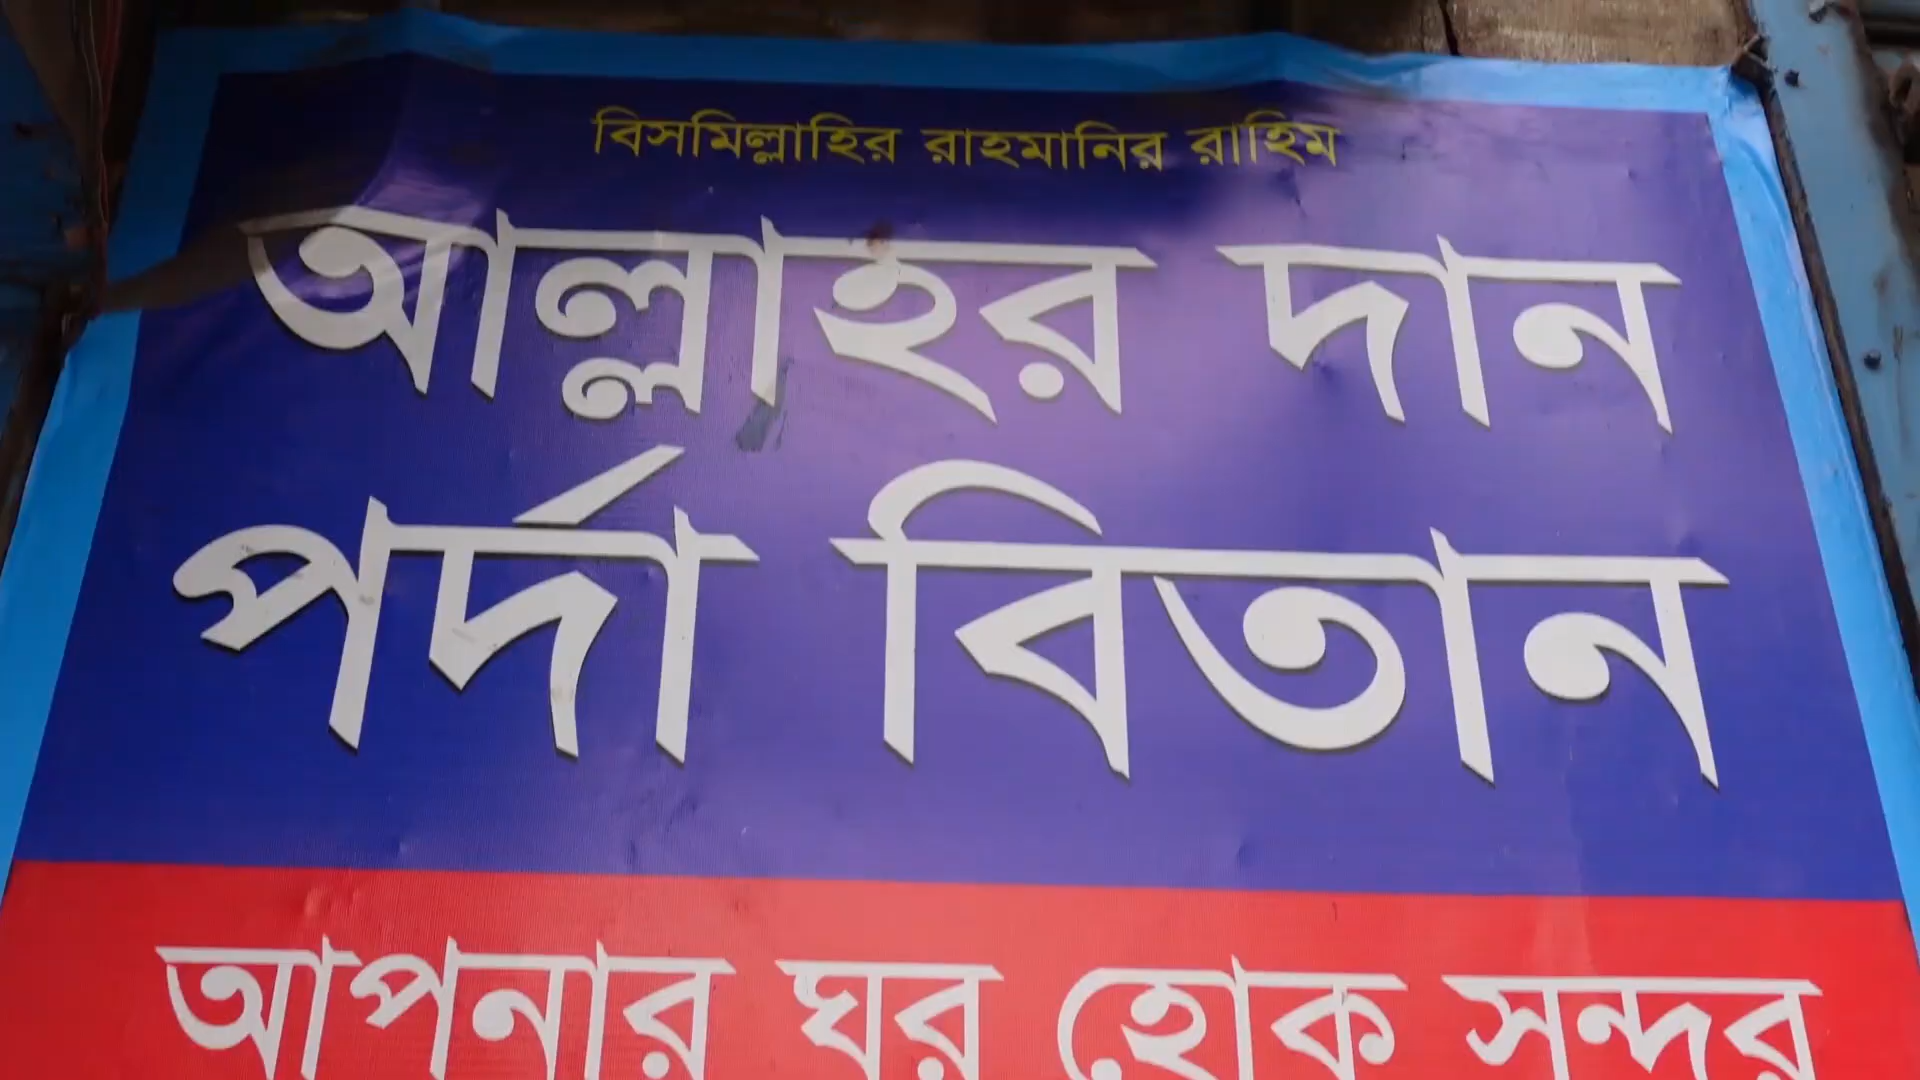 বিসমিল্লাহির রাহমানির রাহিম
আল্লাহর দান
পর্দা বিতান
আপনার ঘর হোক সুন্দর